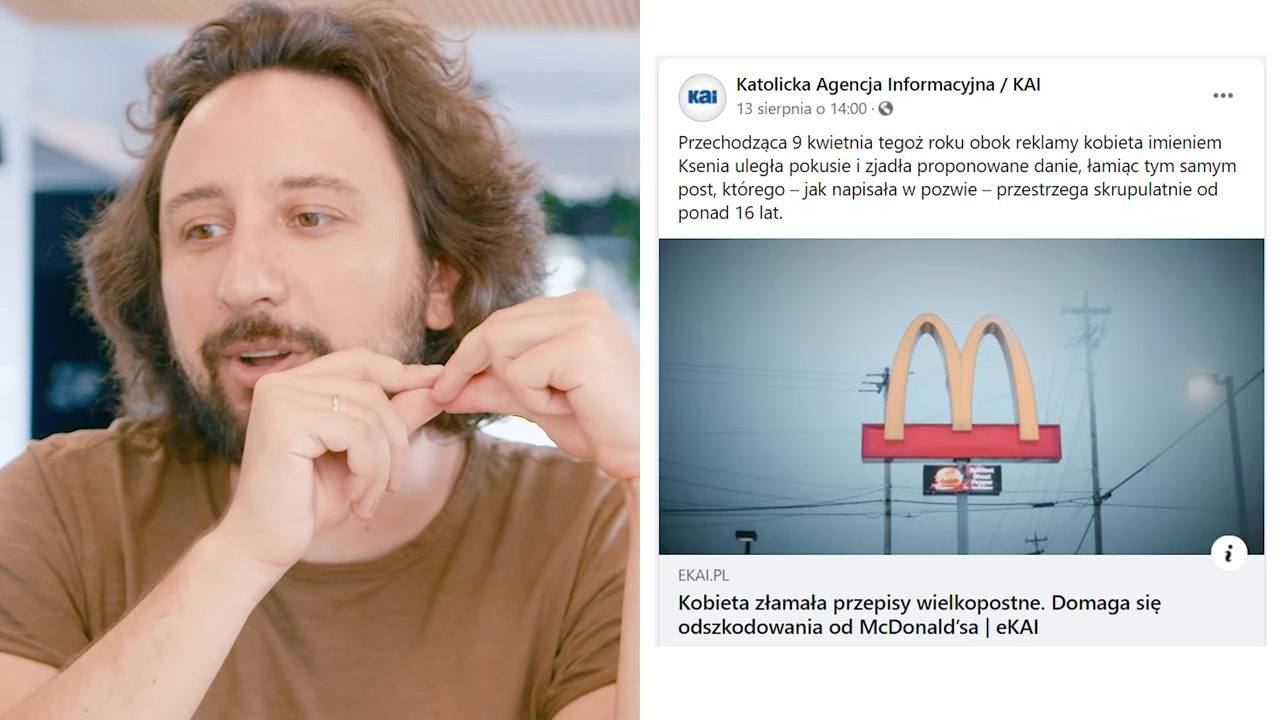 kai
Katolicka Agencja Informacyjna / KAI
13 sierpnia o 14:00 ·
Przechodząca 9 kwietnia tegoż roku obok reklamy kobieta imieniem
Ksenia uległa pokusie i zjadła proponowane danie, łamiąc tym samym
post, którego – jak napisała w pozwie – przestrzega skrupulatnie od
ponad 16 lat.
EKAI.PL
Kobieta złamała przepisy wielkopostne. Domaga się
odszkodowania od McDonald’sa | eKAI